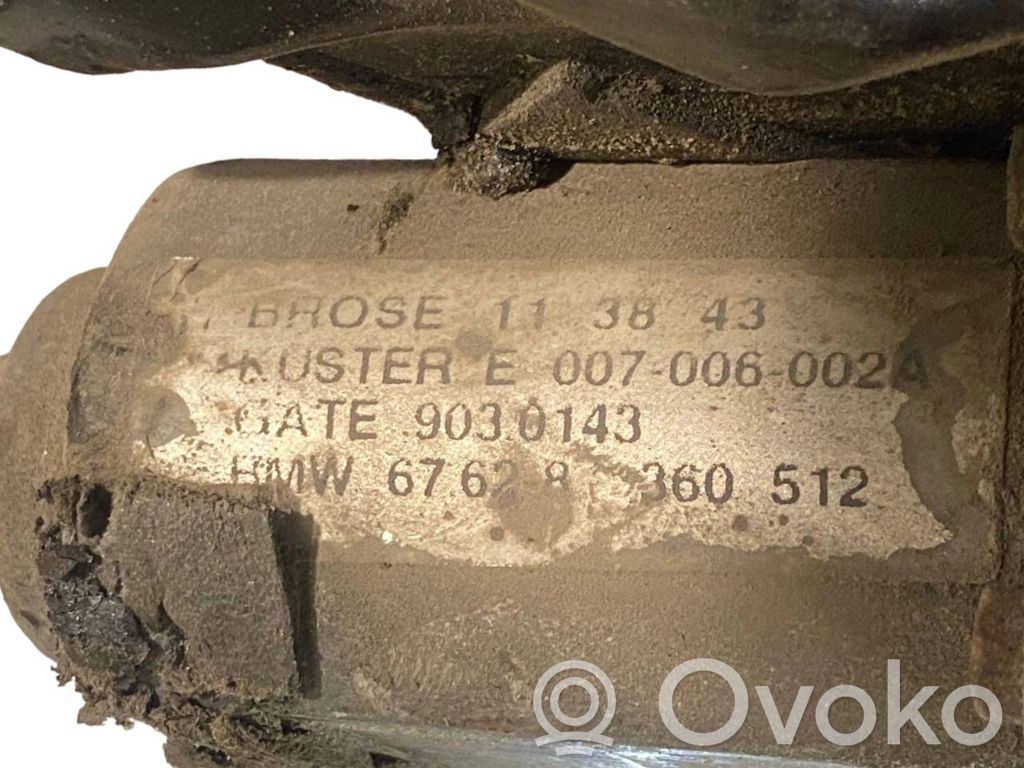 BROSE 11 38 43
KUSTER E 007-006-002A
GATE 903.0143
BMW 67 62 8 360 512
Ovoko